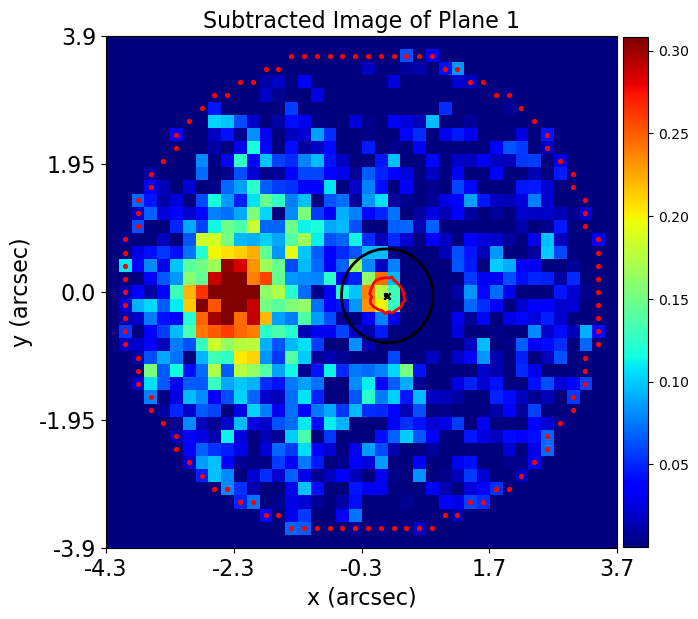 Subtracted Image of Plane 1
3.9
1.95
0.0
-1.95
-3.9
y (arcsec)
-4.3 -2.3 -0.3 1.7 3.7
x (arcsec)
0.30
0.25
0.20
0.15
0.10
0.05